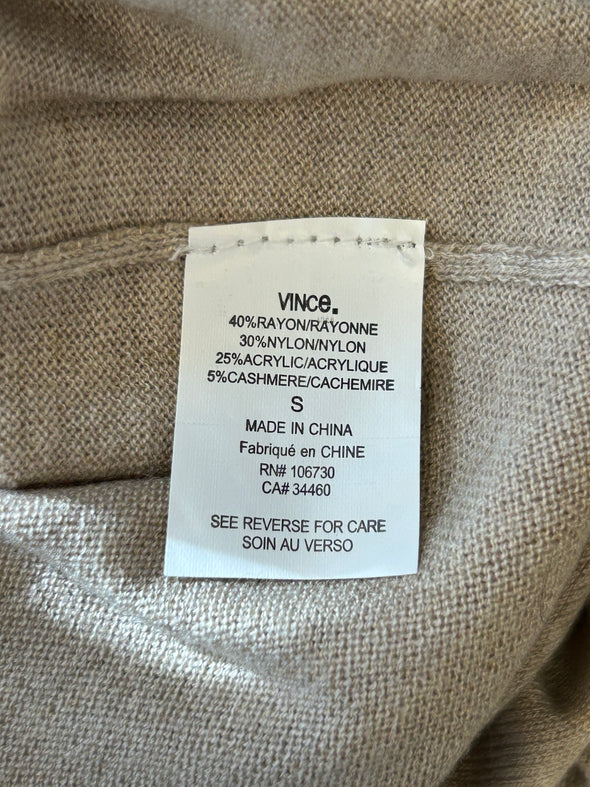 VINCE.
40%RAYON/RAYONNE
30%NYLON/NYLON
25%ACRYLIC/ACRYLIQUE
5%CASHMERE/CACHEMIRE
S
MADE IN CHINA
Fabriqué en CHINE
RN# 106730
CA# 34460
SEE REVERSE FOR CARE
SOIN AU VERSO